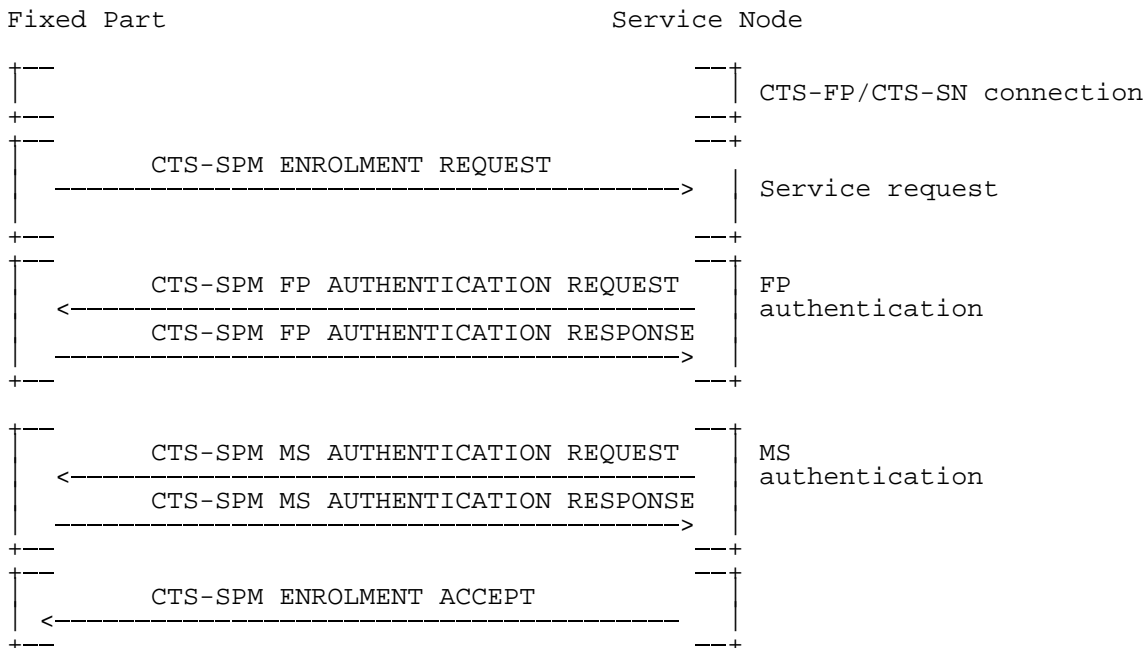 Fixed Part Service Node
CTS-FP/CTS-SN connection
CTS-SPM ENROLMENT REQUEST
Service request
CTS-SPM FP AUTHENTICATION REQUEST FP
authentication
CTS-SPM FP AUTHENTICATION RESPONSE
CTS-SPM MS AUTHENTICATION REQUEST MS
authentication
CTS-SPM MS AUTHENTICATION RESPONSE
CTS-SPM ENROLMENT ACCEPT